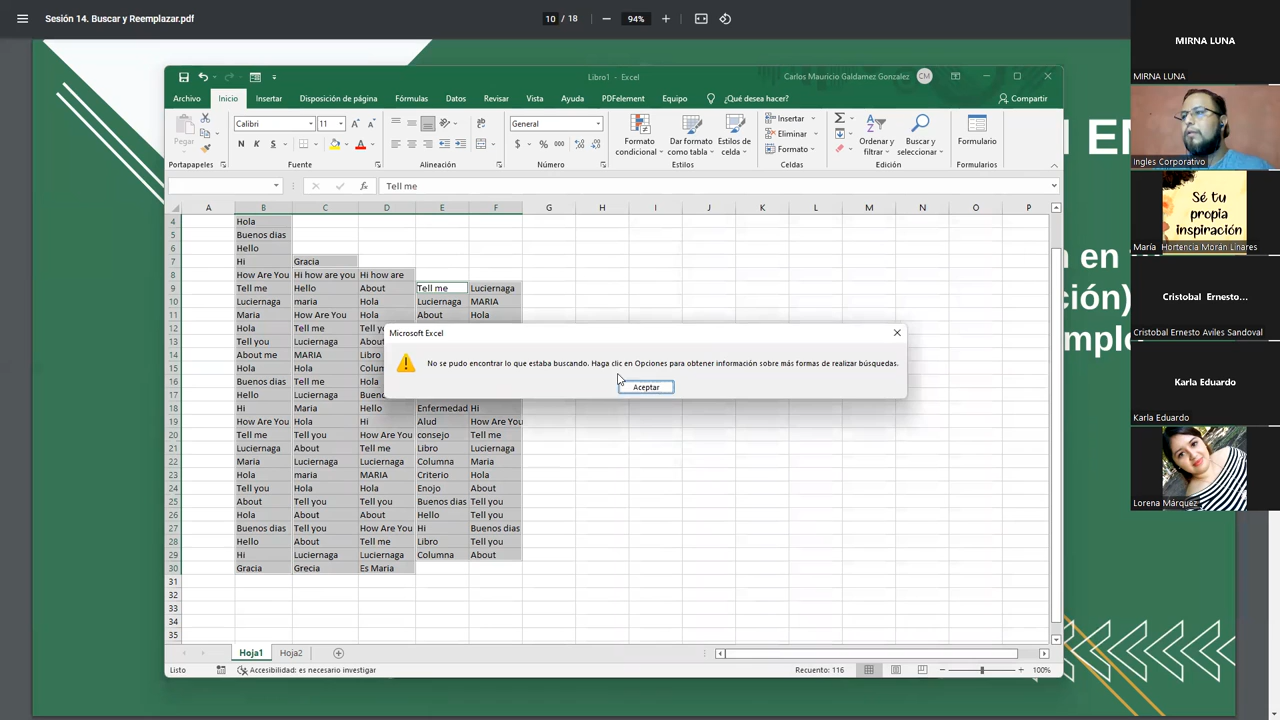 Sesión 14. Buscar y Reemplazar.pdf
10 / 18
94%
Libro1 - Excel
Carlos Mauricio Galdamez Gonzalez
CM
Archivo Inicio Insertar Disposición de página Fórmulas Datos Revisar Vista Ayuda PDFelement Equipo ¿Qué desea hacer? Compartir
Pegar
Calibri 11
General
N K S
$ % 000
Formato condicional
Dar formato como tabla
Estilos de celda
Insertar
Eliminar
Formato
Ordenar y filtrar
Buscar y seleccionar
Formulario
Portapapeles Fuente Alineación Número Estilos Celdas Edición Formularios
fx Tell me
A B C D E F G H I J K L M N O P
4 Hola
5 Buenos dias
6 Hello
7 Hi Gracia
8 How Are You Hi how are you Hi how are
9 Tell me Hello About Tell me Luciernaga
10 Luciernaga maria Hola Luciernaga MARIA
11 Maria How Are You Hola About Hola
12 Hola Tell me Tell yo
13 Tell you Luciernaga About
14 About me MARIA Libro
15 Hola Hola Colum
16 Buenos dias Tell me Hola
17 Hello Luciernaga Bueno
18 Hi Maria Hello Enfermedad Hi
19 How Are You Hola Hi Alud How Are You
20 Tell me Tell you How Are You consejo Tell me
21 Luciernaga About Tell me Libro Luciernaga
22 Maria Luciernaga Luciernaga Columna Maria
23 Hola maria MARIA Criterio Hola
24 Tell you Hola Hola Enojo About
25 About Tell you Tell you Buenos dias Tell you
26 Hola About About Hello Tell you
27 Buenos dias Tell you How Are You Hi Buenos dias
28 Hello About Tell me Libro Tell you
29 Hi Luciernaga Luciernaga Columna About
30 Gracia Grecia Es Maria
31
32
33
34
35
Microsoft Excel
No se pudo encontrar lo que estaba buscando. Haga clic en Opciones para obtener información sobre más formas de realizar búsquedas.
Aceptar
Hoja1 Hoja2
Listo Accesibilidad: es necesario investigar Recuento: 116 100%
MIRNA LUNA
MIRNA LUNA
Ingles Corporativo
Sé tu
propia
inspiración
María Hortencia Morán Linares
Cristobal Ernesto...
Cristobal Ernesto Aviles Sandoval
Karla Eduardo
Karla Eduardo
Lorena Márquez